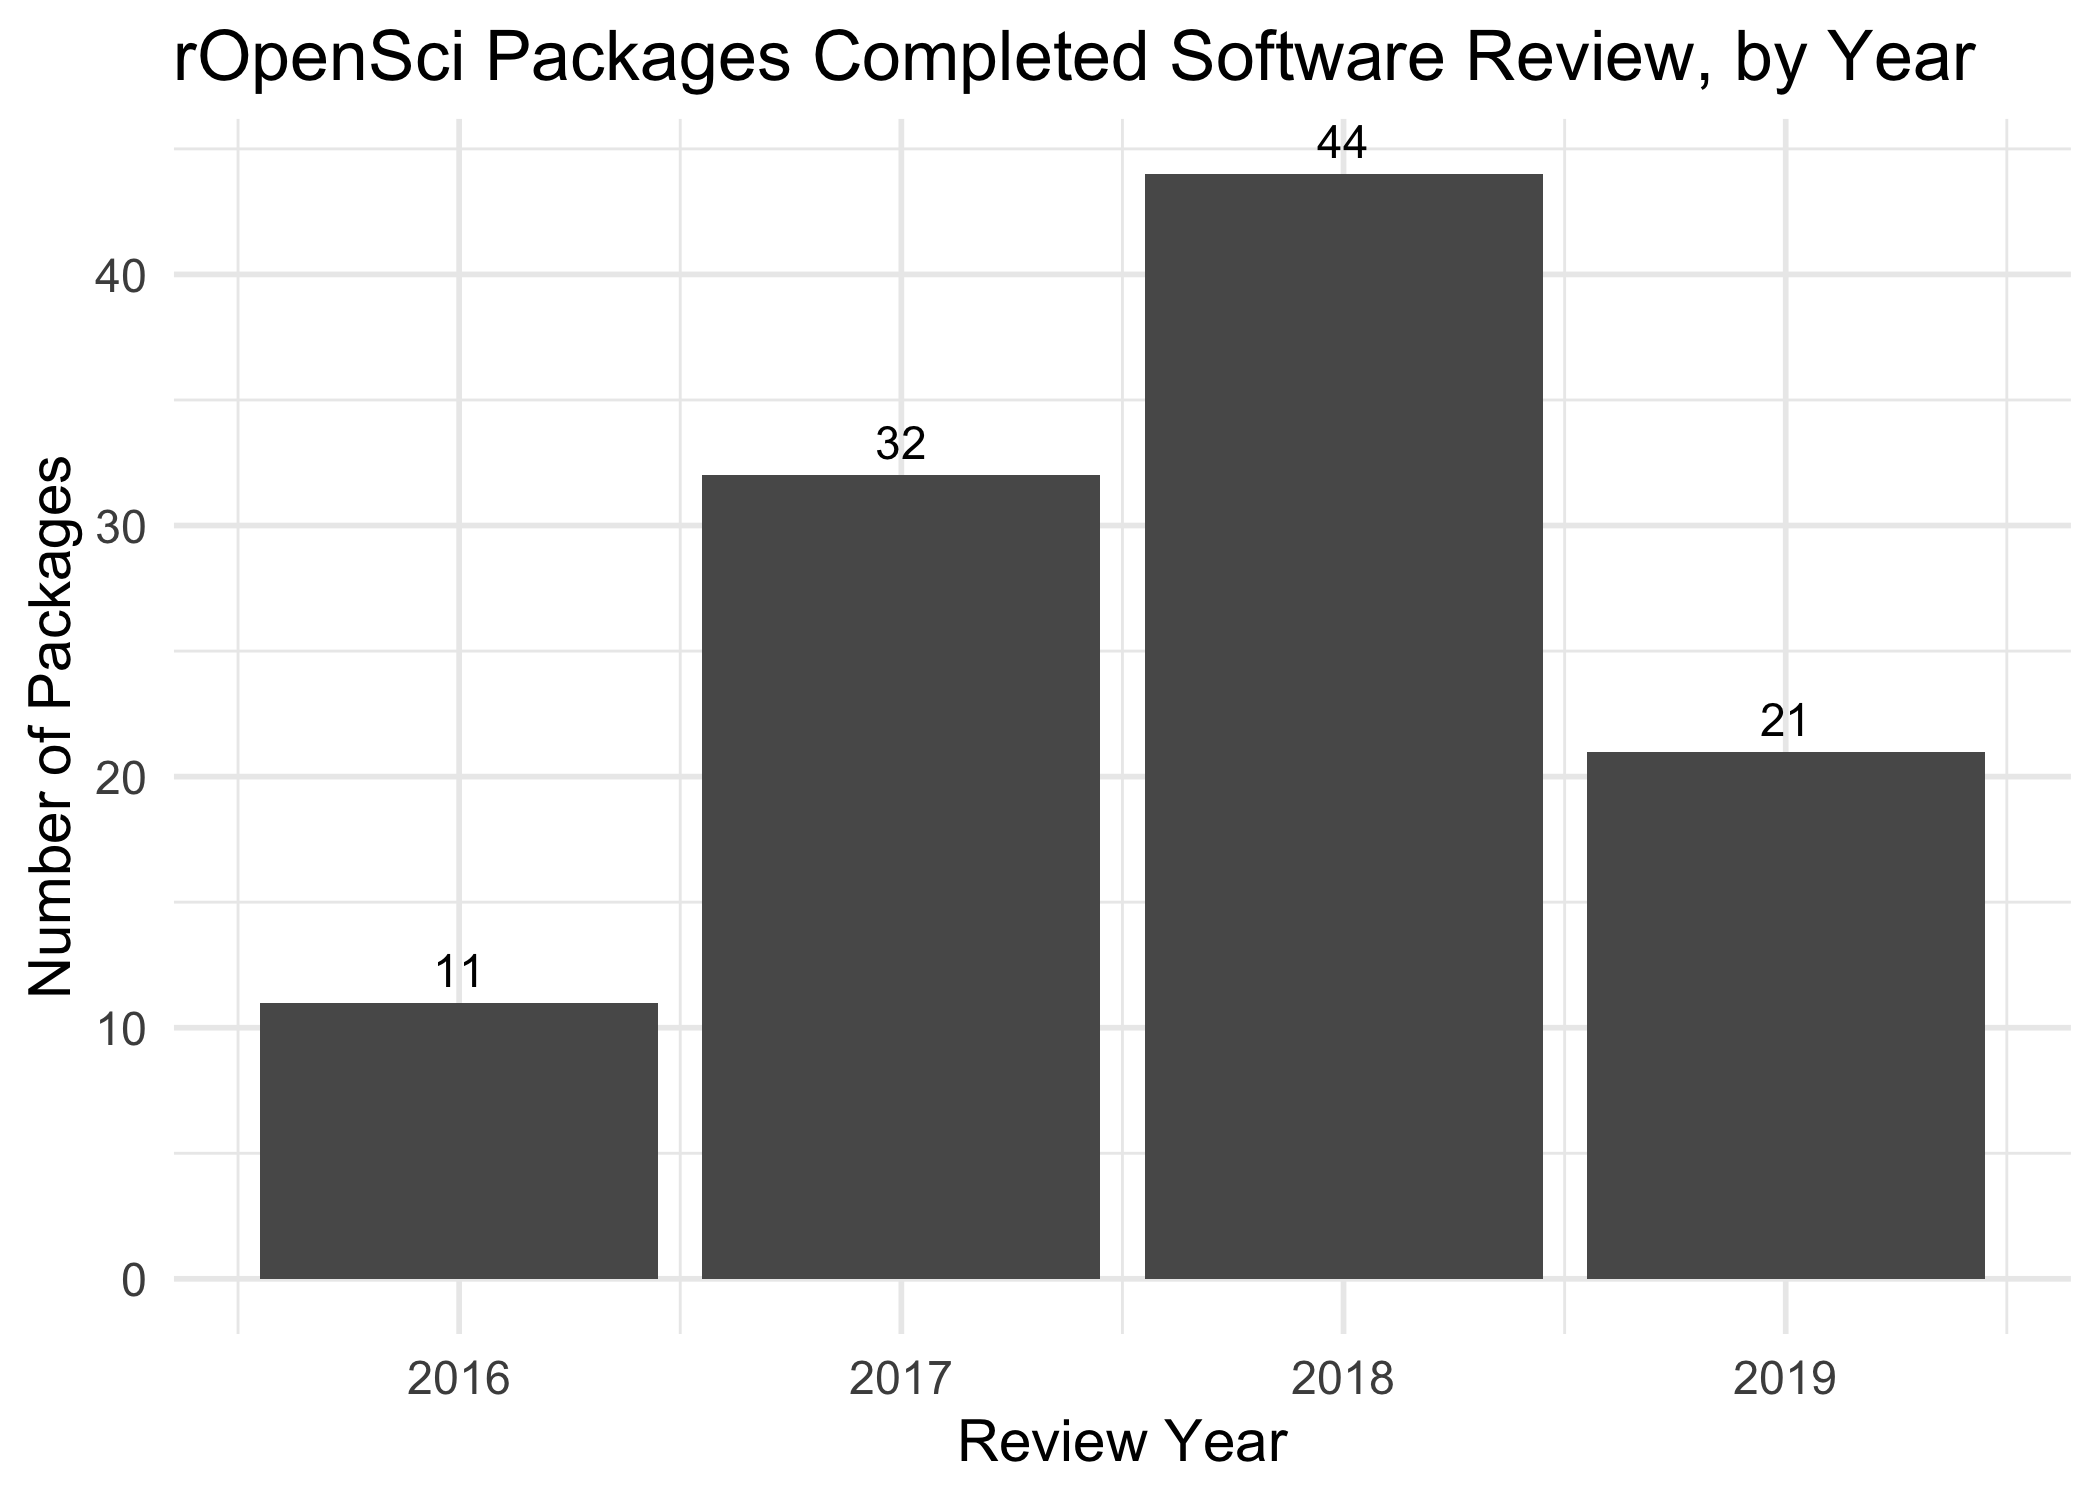 rOpenSci Packages Completed Software Review, by Year
44
40
32
30
Number of Packages
21
20
11
10
0
2016 2017 2018 2019
Review Year